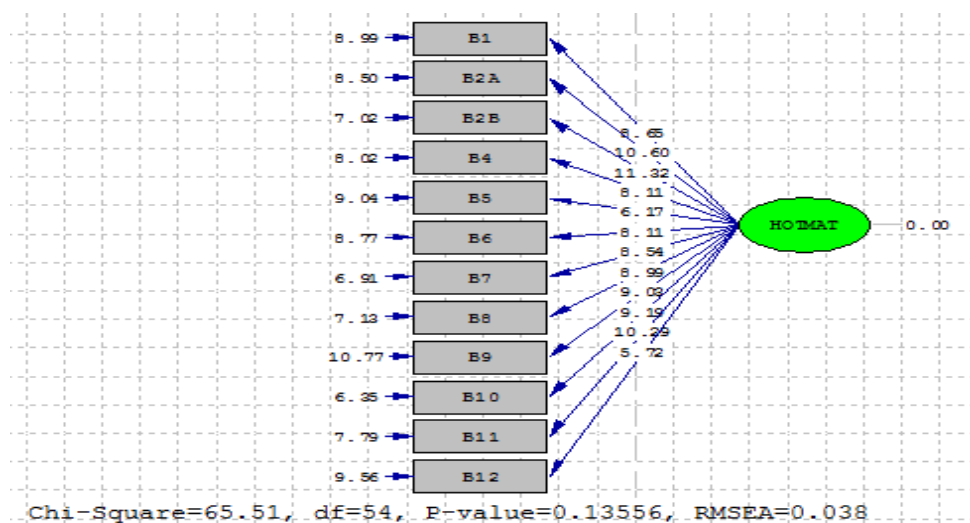 8.99 B1
8.50 B2A
7.02 B2B
8.02 B4
9.04 B5
8.77 B6
6.91 B7
7.13 B8
10.77 B9
6.35 B10
7.79 B11
9.56 B12
8.65
10.60
11.32
8.11
6.17
8.11
8.54
8.99
9.03
9.19
10.29
5.72
HOTMAT 0.00
Chi-Square=65.51, df=54, P-value=0.13556, RMSEA=0.038